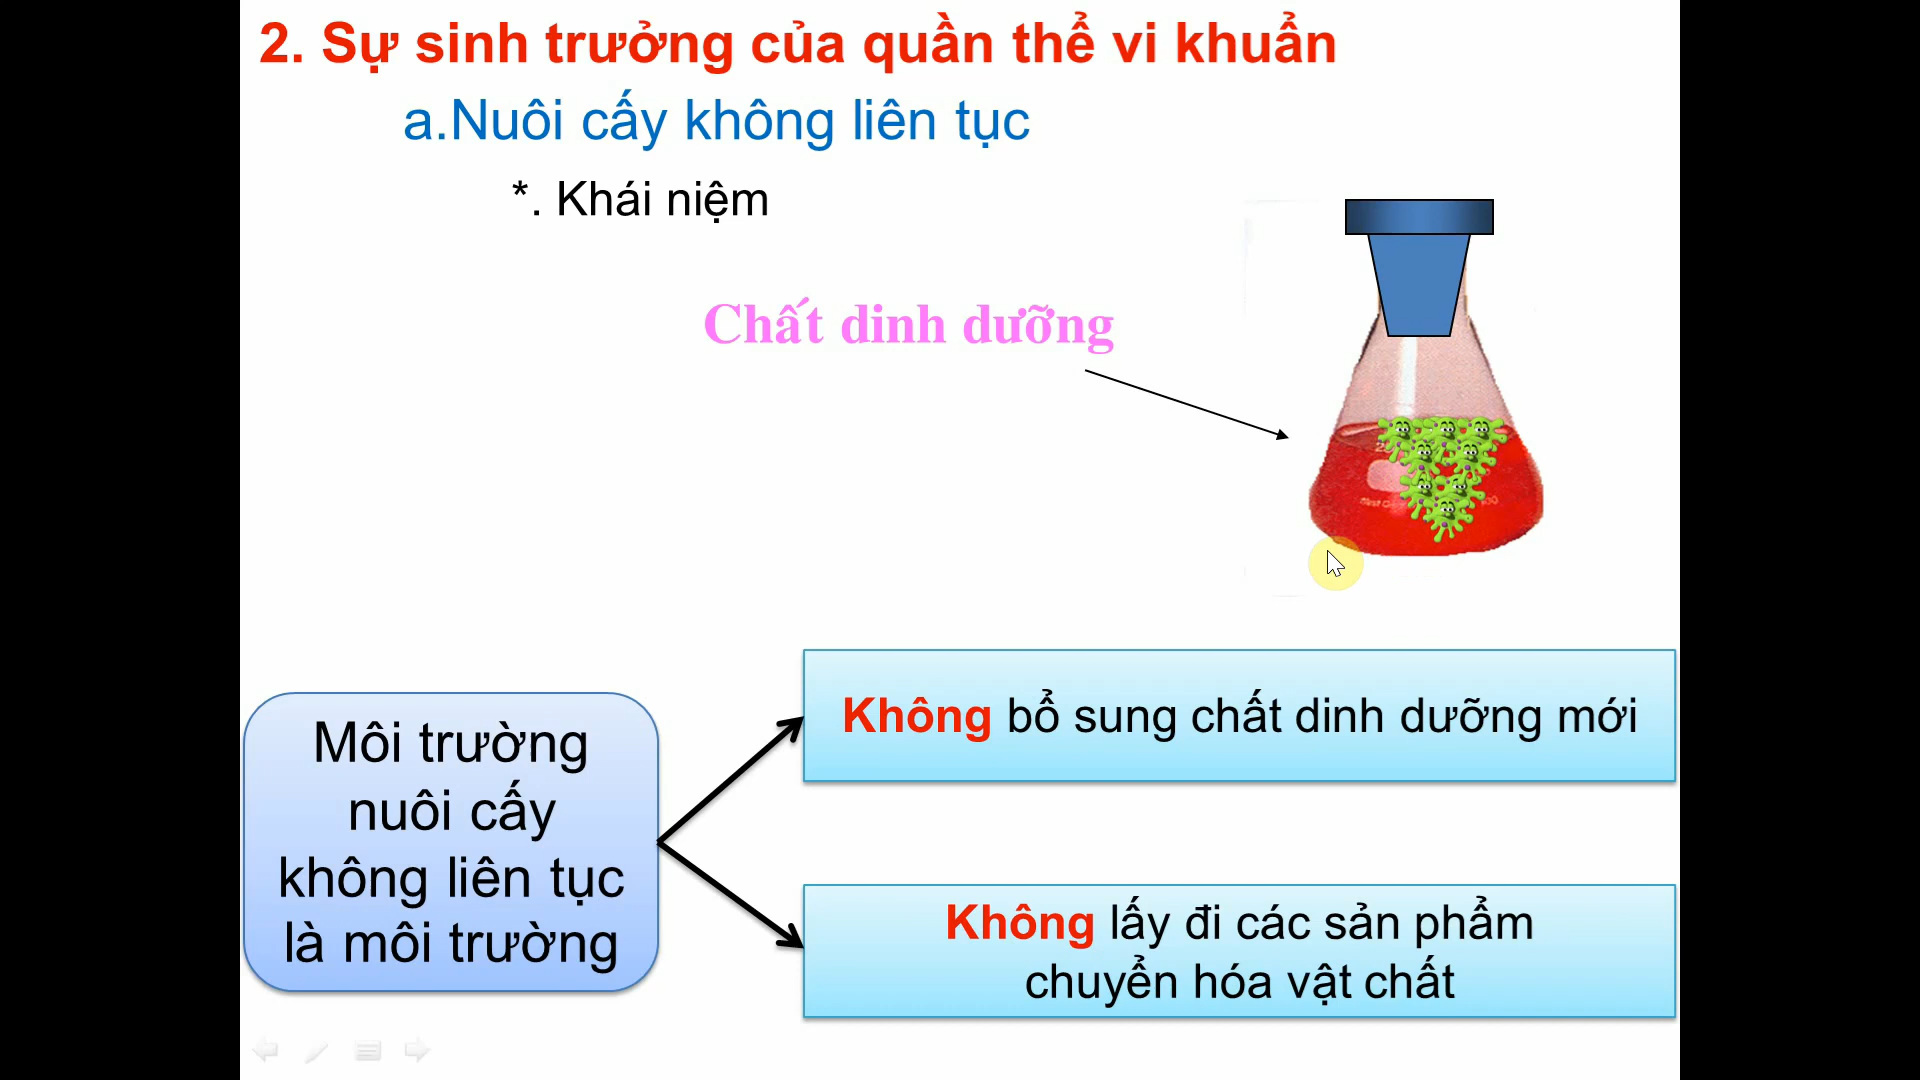 2. Sự sinh trưởng của quần thể vi khuẩn
a.Nuôi cấy không liên tục
*. Khái niệm
Chất dinh dưỡng
Môi trường
nuôi cấy
không liên tục
là môi trường
Không bổ sung chất dinh dưỡng mới
Không lấy đi các sản phẩm
chuyển hóa vật chất